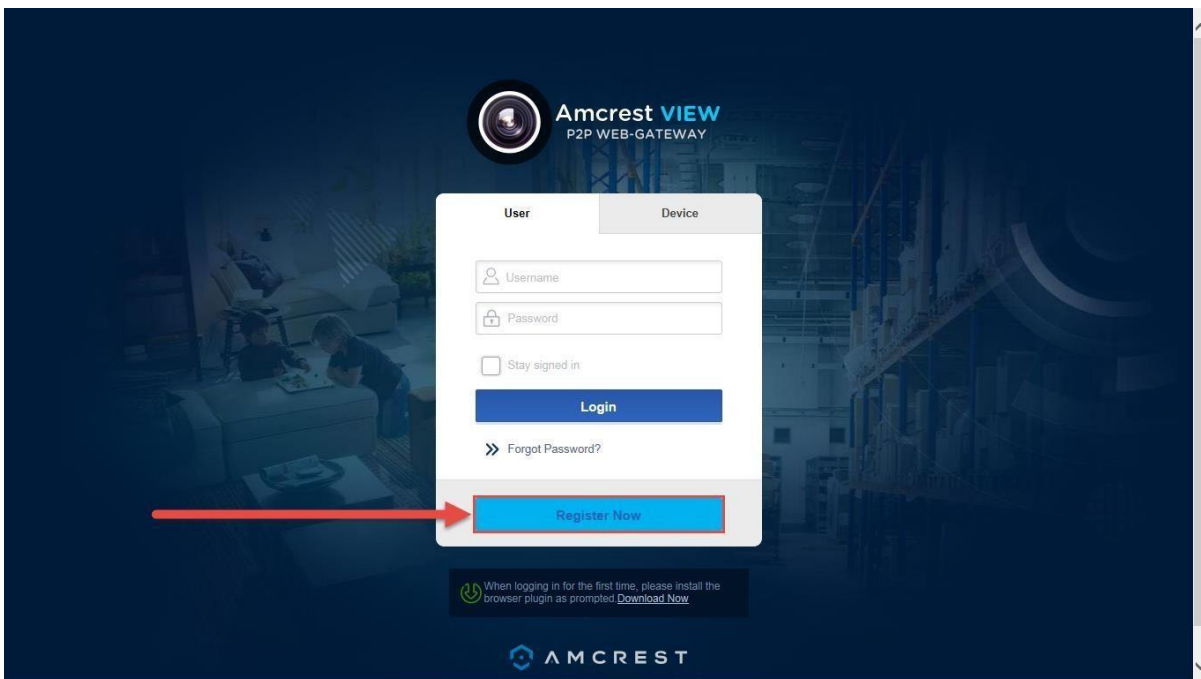 Amcrest VIEW
P2P WEB-GATEWAY
User
Device
Username
Password
Stay signed in
Login
Forgot Password?
Register Now
When logging in for the first time, please install the
browser plugin as prompted.Download Now
AMCREST